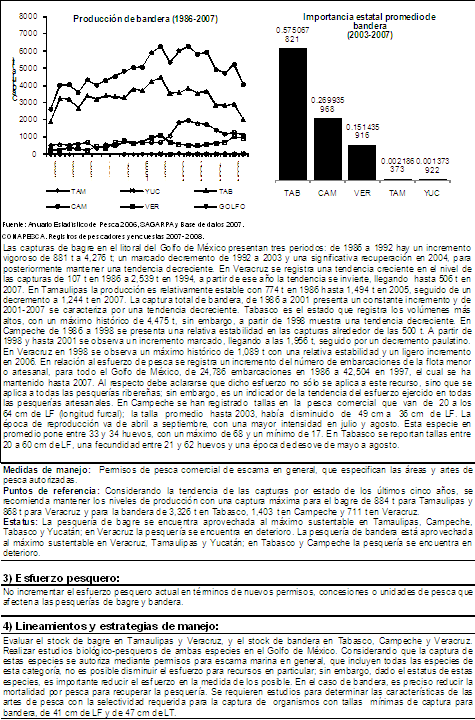 Producción de bandera (1986-2007)
8000
7000
6000
5000
4000
3000
2000
1000
0
TAM YUC TAB
CAM VER GOLFO
Importancia estatal promedio de
bandera
(2003-2007)
0.575067
821
0.269935
968
0.151435
916
0.002186
373
0.001373
922
TAB CAM VER TAM YUC
Fuente: Anuario Estadístico de Pesca 2006, SAGARPA y Base de datos 2007.
CONAPESCA. Registros de pescadores y encuestas 2007-2008.
Las capturas de bagre en el litoral del Golfo de México presentan tres periodos: de 1986 a 1992 hay un incremento
vigoroso de 881 t a 4,276 t; un marcado decremento de 1992 a 2003 y una significativa recuperación en 2004, para
posteriormente mantener una tendencia decreciente. En Veracruz se registra una tendencia creciente en el nivel de
las capturas de 107 t en 1986 a 2,539 t en 1994, a partir de ese año la tendencia se invierte, llegando hasta 506 t en
2007. En Tamaulipas la producción es relativamente estable con 774 t en 1986 hasta 1,494 t en 2005, seguido de un
decremento a 1,244 t en 2007. La captura total de bandera, de 1986 a 2001 presenta un constante incremento y de
2001-2007 se caracteriza por una tendencia decreciente. Tabasco es el estado que registra los volúmenes más
altos, con un máximo histórico de 4,475 t, sin embargo, a partir de 1998 muestra una tendencia decreciente. En
Campeche de 1986 a 1998 se presenta una relativa estabilidad en las capturas alrededor de las 500 t. A partir de
1998 y hasta 2001 se observa un incremento marcado, llegando a las 1,956 t, seguido por un decremento paulatino.
En Veracruz en 1998 se observa un máximo histórico de 1,089 t con una relativa estabilidad y un ligero incremento
en 2006. En relación al esfuerzo de pesca se registra un incremento del número de embarcaciones de la flota menor
o artesanal, para todo el Golfo de México, de 24,786 embarcaciones en 1986 a 42,504 en 1997, el cual se ha
mantenido hasta 2007. Al respecto debe aclararse que dicho esfuerzo no sólo se aplica a este recurso, sino que se
aplica a todas las pesquerías ribereñas; sin embargo, es un indicador de la tendencia del esfuerzo ejercido en todas
las pesquerías artesanales. En Campeche se han registrado tallas en la pesca comercial que van de 20 a los
64 cm de LF (longitud furcal); la talla promedio hasta 2003, había disminuido de 49 cm a 36 cm de LF. La
época de reproducción va de abril a septiembre, con una mayor intensidad en julio y agosto. Esta especie en
promedio pone entre 33 y 34 huevos, con un máximo de 68 y un mínimo de 17. En Tabasco se reportan tallas entre
20 a 60 cm de LF, una fecundidad entre 21 y 62 huevos y una época de desove de mayo a agosto.
Medidas de manejo: Permisos de pesca comercial de escama en general, que especifican las áreas y artes de
pesca autorizadas.
Puntos de referencia: Considerando la tendencia de las capturas por estado de los últimos cinco años, se
recomienda mantener los niveles de producción con una captura máxima para el bagre de 884 t para Tamaulipas y
868 t para Veracruz y para la bandera de 3,326 t en Tabasco, 1,403 t en Campeche y 711 t en Veracruz.
Estatus: La pesquería de bagre se encuentra aprovechada al máximo sustentable en Tamaulipas, Campeche,
Tabasco y Yucatán; en Veracruz la pesquería se encuentra en deterioro. La pesquería de bandera está aprovechada
al máximo sustentable en Veracruz, Tamaulipas y Yucatán; en Tabasco y Campeche la pesquería se encuentra en
deterioro.
3) Esfuerzo pesquero:
No incrementar el esfuerzo pesquero actual en términos de nuevos permisos, concesiones o unidades de pesca que
afecten a las pesquerías de bagre y bandera.
4) Lineamientos y estrategias de manejo:
Evaluar el stock de bagre en Tamaulipas y Veracruz, y el stock de bandera en Tabasco, Campeche y Veracruz.
Realizar estudios biológico-pesqueros de ambas especies en el Golfo de México. Considerando que la captura de
estas especies se autoriza mediante permisos para escama marina en general, que incluyen todas las especies de
esta categoría, no es posible disminuir el esfuerzo para recursos en particular; sin embargo, dado el estatus de estas
especies, es importante reducir el esfuerzo en la medida de los posible. En el caso de bandera, es preciso reducir la
mortalidad por pesca para recuperar la pesquería. Se requieren estudios para determinar las características de las
artes de pesca con la selectividad requerida para la captura de organismos con tallas mínimas de captura para
bandera, de 41 cm de LF y de 47 cm de LT.